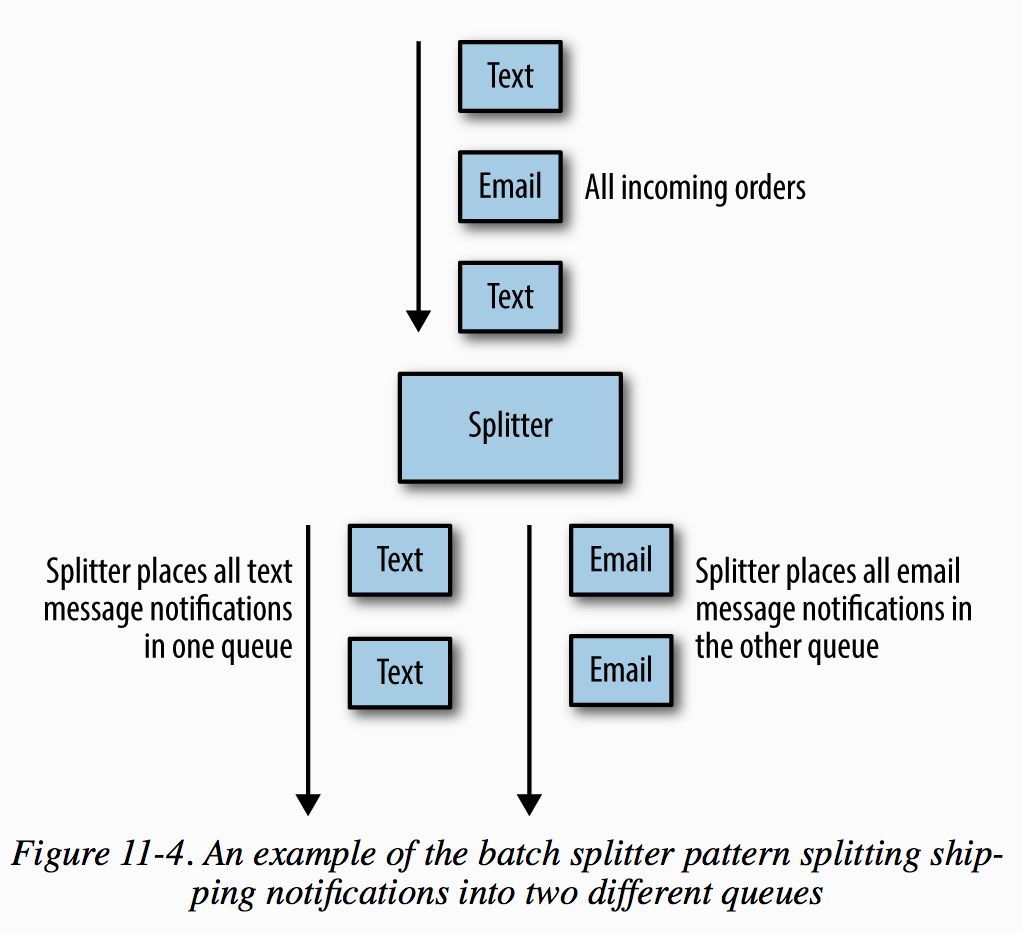 Text
Email
All incoming orders
Text
Splitter
Splitter places all text
message notifications
in one queue
Text
Text
Email
Email
Splitter places all email
message notifications in
the other queue
Figure 11-4. An example of the batch splitter pattern splitting ship-
ping notifications into two different queues